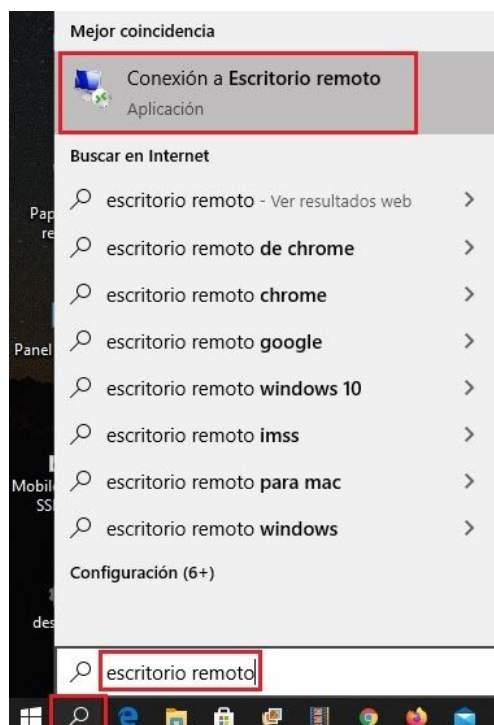 Mejor coincidencia
Conexión a Escritorio remoto
Aplicación
Buscar en Internet
escritorio remoto - Ver resultados web
escritorio remoto de chrome
escritorio remoto chrome
escritorio remoto google
escritorio remoto windows 10
escritorio remoto imss
escritorio remoto para mac
escritorio remoto windows
Configuración (6+)
escritorio remoto
Panel